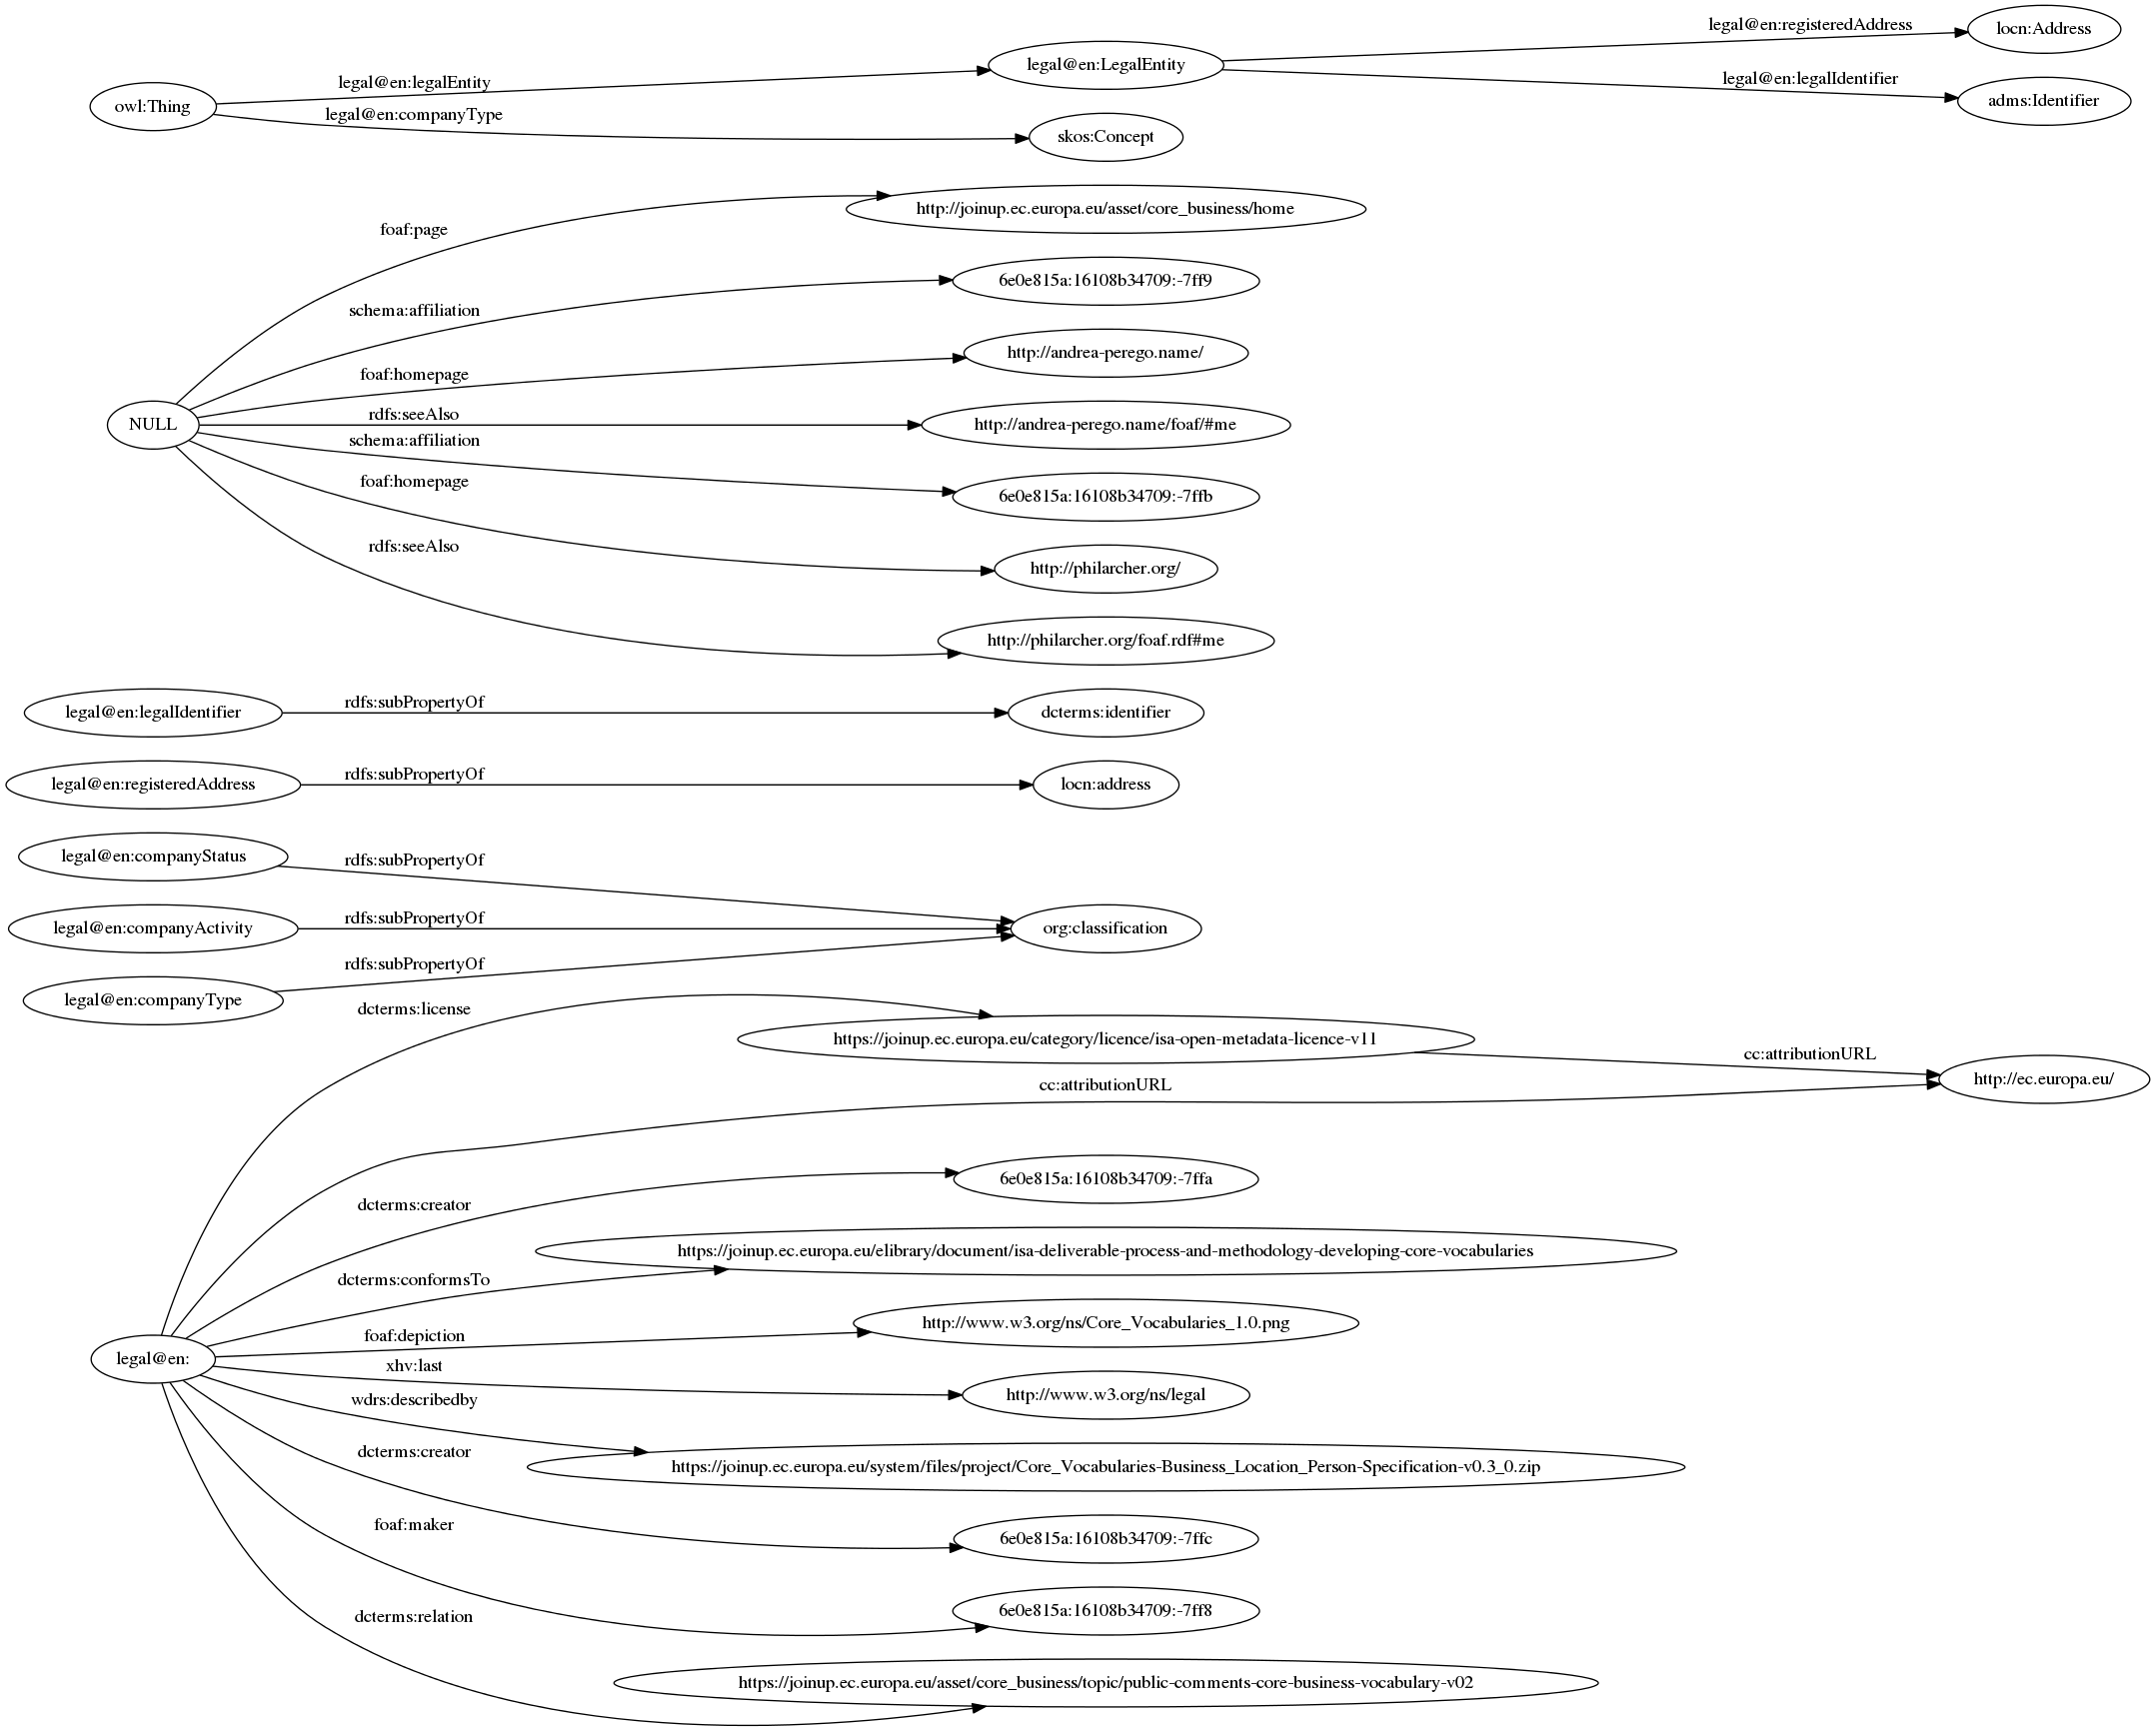 legal@en:registeredAddress
locn:Address
legal@en:LegalEntity
legal@en:legalEntity
legal@en:legalIdentifier
adms:Identifier
owl:Thing
legal@en:companyType
skos:Concept
http://joinup.ec.europa.eu/asset/core_business/home
foaf:page
6e0e815a:16108b34709:-7ff9
schema:affiliation
http://andrea-perego.name/
foaf:homepage
rdfs:seeAlso
NULL
http://andrea-perego.name/foaf/#me
schema:affiliation
foaf:homepage
6e0e815a:16108b34709:-7ffb
rdfs:seeAlso
http://philarcher.org/
http://philarcher.org/foaf.rdf#me
legal@en:legalIdentifier
rdfs:subPropertyOf
dcterms:identifier
legal@en:registeredAddress
rdfs:subPropertyOf
locn:address
legal@en:companyStatus
rdfs:subPropertyOf
legal@en:companyActivity
rdfs:subPropertyOf
org:classification
rdfs:subPropertyOf
legal@en:companyType
dcterms:license
https://joinup.ec.europa.eu/category/licence/isa-open-metadata-licence-v11
cc:attributionURL
cc:attributionURL
http://ec.europa.eu/
6e0e815a:16108b34709:-7ffa
dcterms:creator
https://joinup.ec.europa.eu/elibrary/document/isa-deliverable-process-and-methodology-developing-core-vocabularies
dcterms:conformsTo
http://www.w3.org/ns/Core_Vocabularies_1.0.png
foaf:depiction
legal@en:
xhv:last
http://www.w3.org/ns/legal
wdrs:describedby
dcterms:creator
https://joinup.ec.europa.eu/system/files/project/Core_Vocabularies-Business_Location_Person-Specification-v0.3_0.zip
foaf:maker
6e0e815a:16108b34709:-7ffc
dcterms:relation
6e0e815a:16108b34709:-7ff8
https://joinup.ec.europa.eu/asset/core_business/topic/public-comments-core-business-vocabulary-v02